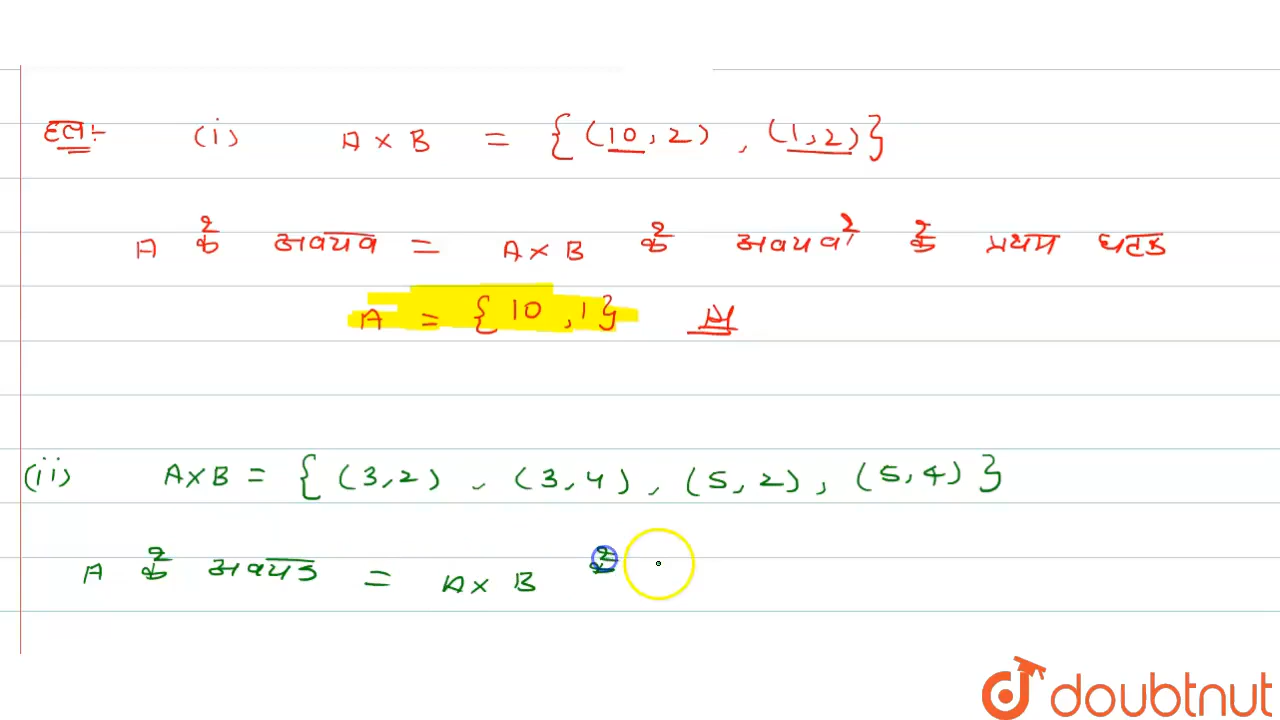 हल:- (i) A × B = { (10, 2) , (1, 2) }
A के अवयव = A × B के अवयवों के प्रथम घटक
A = { 10 , 1 }
(ii) A × B = { (3, 2) , (3, 4) , (5, 2) , (5, 4) }
A के अवयव = A × B के
doubtnut